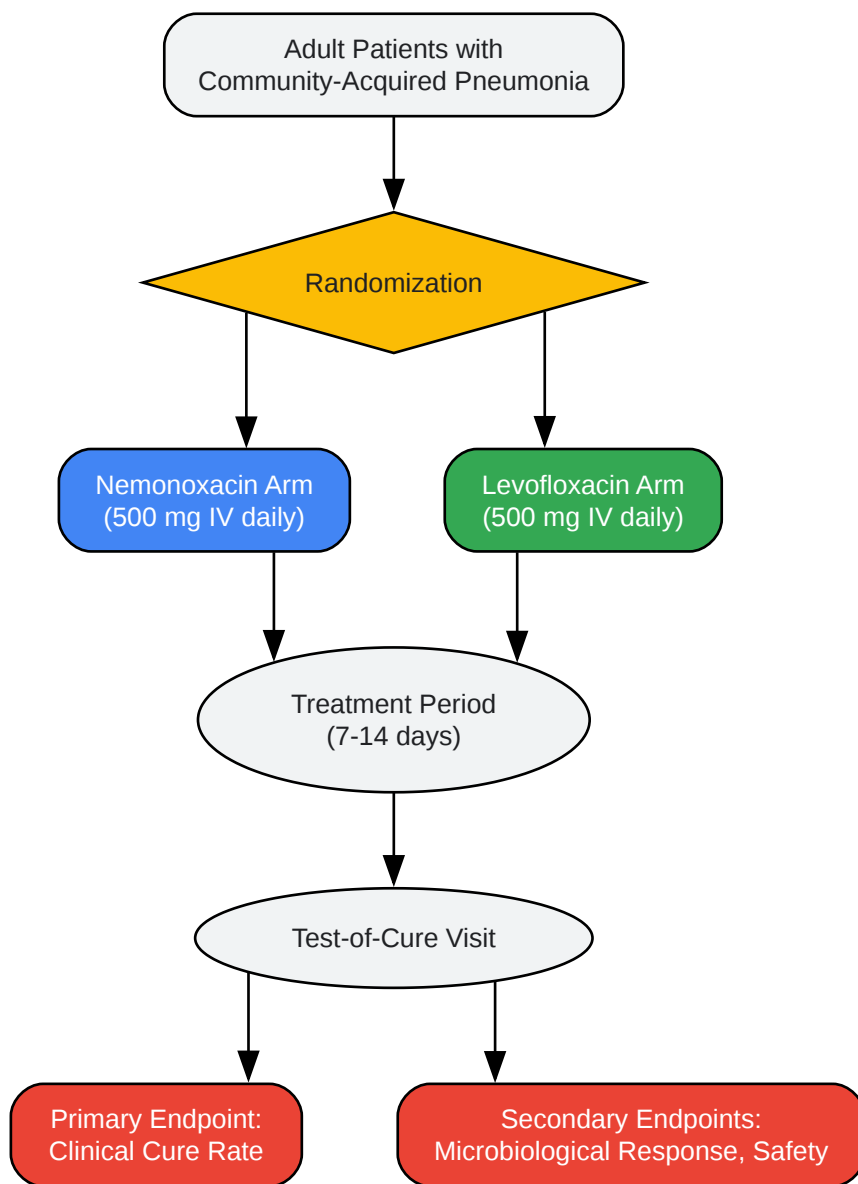 Adult Patients with
Community-Acquired Pneumonia
Randomization
Nemonoxacin Arm
(500 mg IV daily)
Levofloxacin Arm
(500 mg IV daily)
Treatment Period
(7-14 days)
Test-of-Cure Visit
Primary Endpoint:
Clinical Cure Rate
Secondary Endpoints:
Microbiological Response, Safety